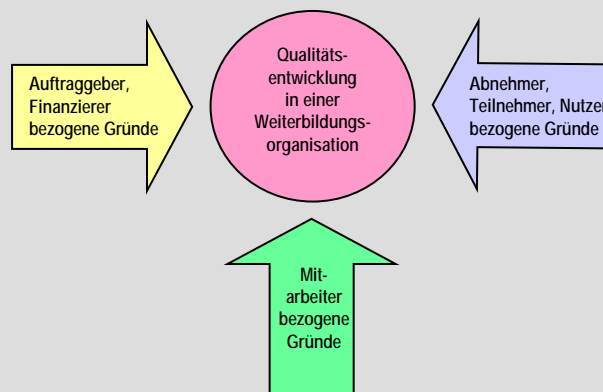 Qualitäts-
entwicklung
in einer
Weiterbildungs-
organisation
Auftraggeber,
Finanzierer
bezogene Gründe
Abnehmer,
Teilnehmer, Nutzer
bezogene Gründe
Mit-
arbeiter
bezogene
Gründe